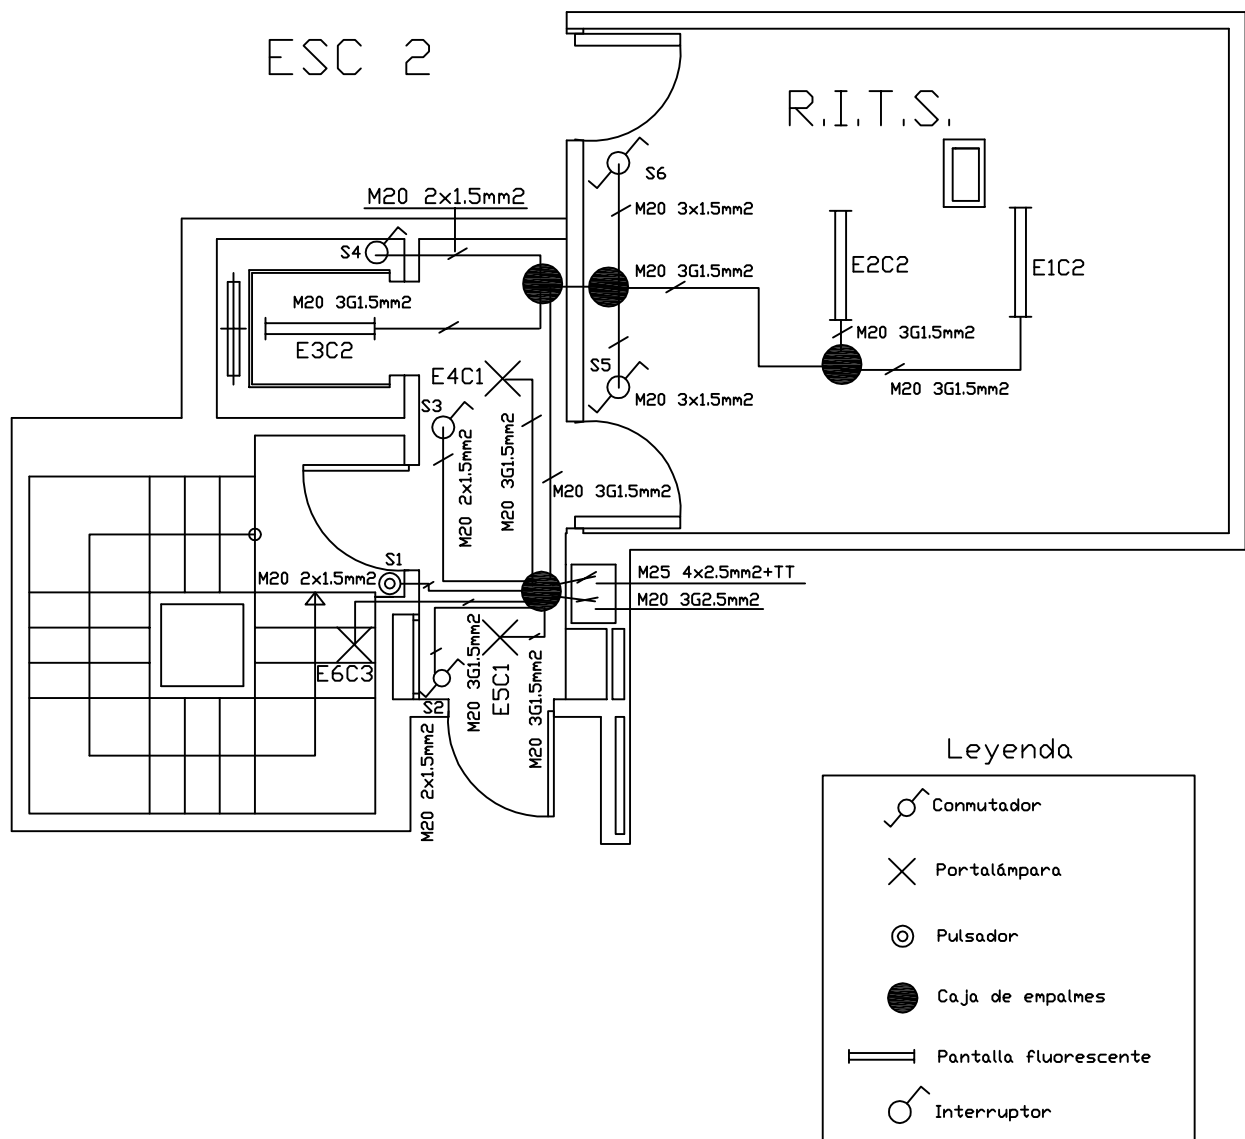 ESC 2
R.I.T.S.
S6
M20 2x1.5mm2
M20 3x1.5mm2
S4
M20 3G1.5mm2
E2C2
E1C2
M20 3G1.5mm2
M20 3G1.5mm2
E3C2
S5
E4C1
M20 3G1.5mm2
S3
M20 3x1.5mm2
M20 2x1.5mm2
M20 3G1.5mm2
M20 3G1.5mm2
S1
M20 2x1.5mm2
M25 4x2.5mm2+TT
M20 3G2.5mm2
E6C3
M20 3G1.5mm2
E5C1
M20 3G1.5mm2
S2
M20 2x1.5mm2
Leyenda
Conmutador
Portalámpara
Pulsador
Caja de empalmes
Pantalla fluorescente
Interruptor